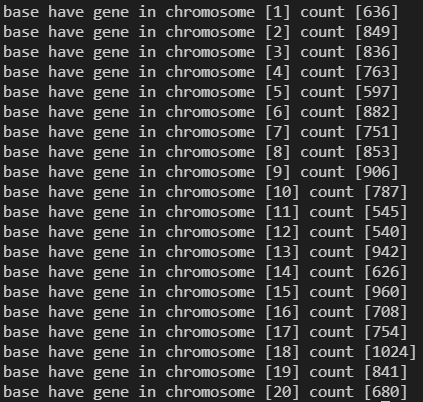 base have gene in chromosome [1] count [636]
base have gene in chromosome [2] count [849]
base have gene in chromosome [3] count [836]
base have gene in chromosome [4] count [763]
base have gene in chromosome [5] count [597]
base have gene in chromosome [6] count [882]
base have gene in chromosome [7] count [751]
base have gene in chromosome [8] count [853]
base have gene in chromosome [9] count [906]
base have gene in chromosome [10] count [787]
base have gene in chromosome [11] count [545]
base have gene in chromosome [12] count [540]
base have gene in chromosome [13] count [942]
base have gene in chromosome [14] count [626]
base have gene in chromosome [15] count [960]
base have gene in chromosome [16] count [708]
base have gene in chromosome [17] count [754]
base have gene in chromosome [18] count [1024]
base have gene in chromosome [19] count [841]
base have gene in chromosome [20] count [680]